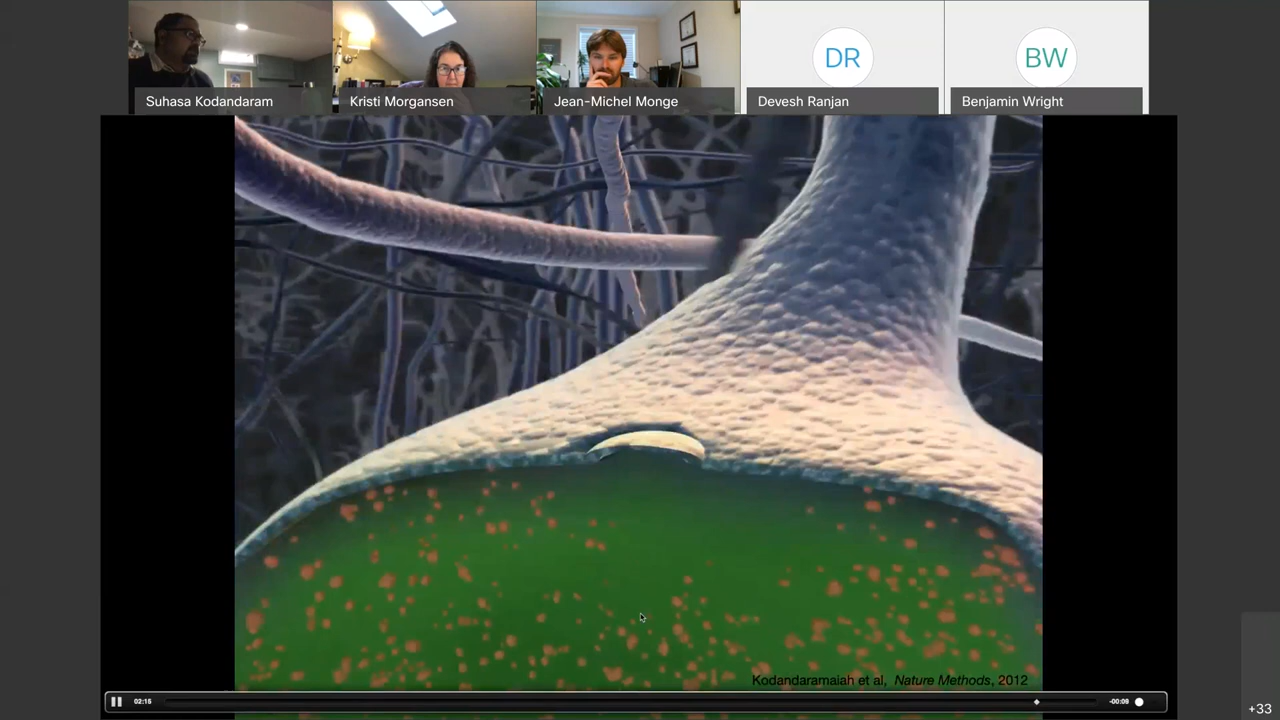 DR
BW
Suhasa Kodandaram
Kristi Morgansen
Jean-Michel Monge
Devesh Ranjan
Benjamin Wright
Kodandaramaiah et al, Nature Methods, 2012
02:15
-00:08
+33